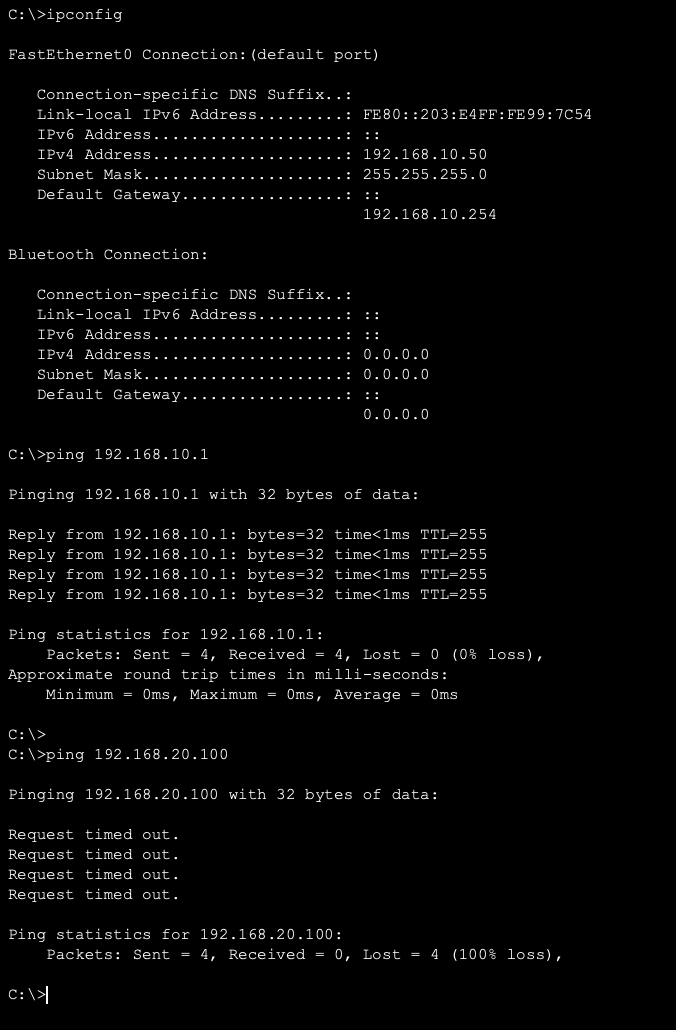 C:\>ipconfig
FastEthernet0 Connection:(default port)
Connection-specific DNS Suffix..:
Link-local IPv6 Address.........: FE80::203:E4FF:FE99:7C54
IPv6 Address....................: ::
IPv4 Address....................: 192.168.10.50
Subnet Mask.....................: 255.255.255.0
Default Gateway.................: ::
192.168.10.254
Bluetooth Connection:
Connection-specific DNS Suffix..:
Link-local IPv6 Address.........: ::
IPv6 Address....................: ::
IPv4 Address....................: 0.0.0.0
Subnet Mask.....................: 0.0.0.0
Default Gateway.................: ::
0.0.0.0
C:\>ping 192.168.10.1
Pinging 192.168.10.1 with 32 bytes of data:
Reply from 192.168.10.1: bytes=32 time<1ms TTL=255
Reply from 192.168.10.1: bytes=32 time<1ms TTL=255
Reply from 192.168.10.1: bytes=32 time<1ms TTL=255
Reply from 192.168.10.1: bytes=32 time<1ms TTL=255
Ping statistics for 192.168.10.1:
Packets: Sent = 4, Received = 4, Lost = 0 (0% loss),
Approximate round trip times in milli-seconds:
Minimum = 0ms, Maximum = 0ms, Average = 0ms
C:\>
C:\>ping 192.168.20.100
Pinging 192.168.20.100 with 32 bytes of data:
Request timed out.
Request timed out.
Request timed out.
Request timed out.
Ping statistics for 192.168.20.100:
Packets: Sent = 4, Received = 0, Lost = 4 (100% loss),
C:\>